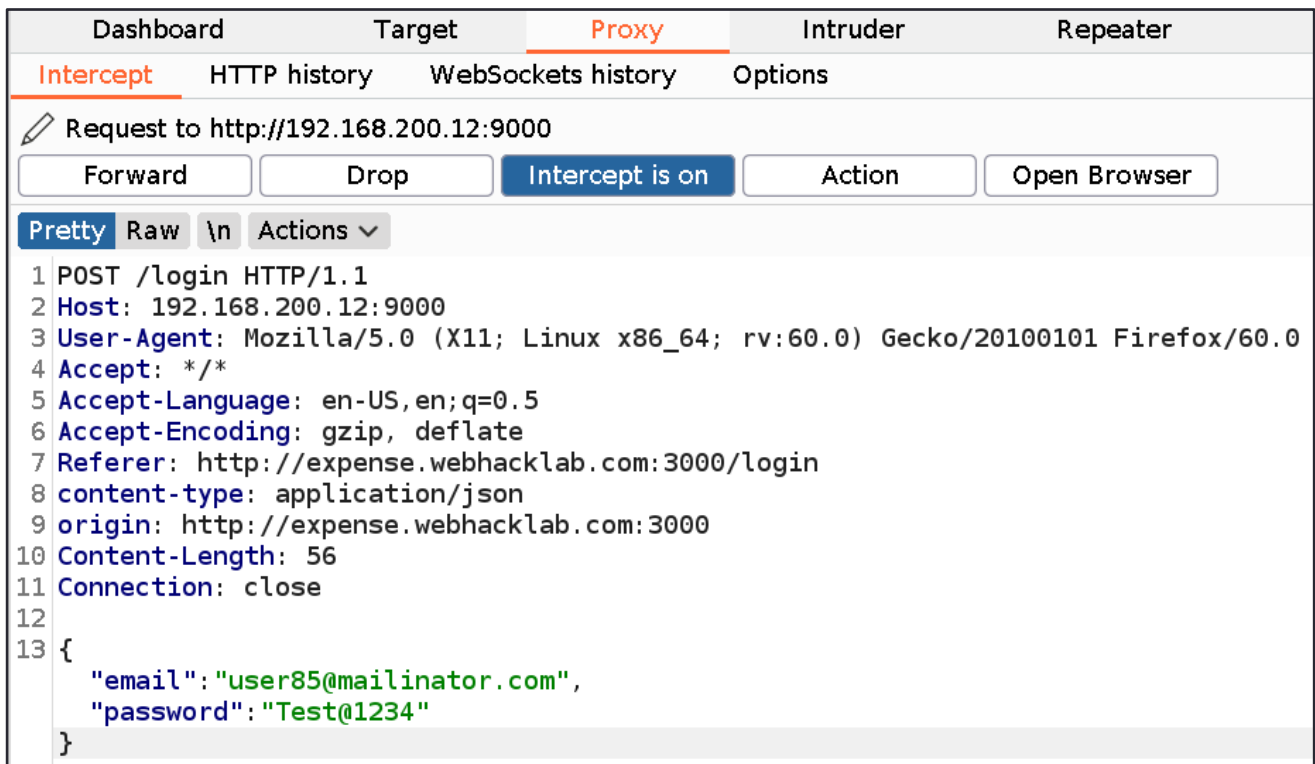 Dashboard Target Proxy Intruder Repeater
Intercept HTTP history WebSockets history Options
Request to http://192.168.200.12:9000
Forward Drop Intercept is on Action Open Browser
Pretty Raw \n Actions
1 POST /login HTTP/1.1
2 Host: 192.168.200.12:9000
3 User-Agent: Mozilla/5.0 (X11; Linux x86_64; rv:60.0) Gecko/20100101 Firefox/60.0
4 Accept: */*
5 Accept-Language: en-US,en;q=0.5
6 Accept-Encoding: gzip, deflate
7 Referer: http://expense.webhacklab.com:3000/login
8 content-type: application/json
9 origin: http://expense.webhacklab.com:3000
10 Content-Length: 56
11 Connection: close
12
13 {
"email":"user85@mailinator.com",
"password":"Test@1234"
}